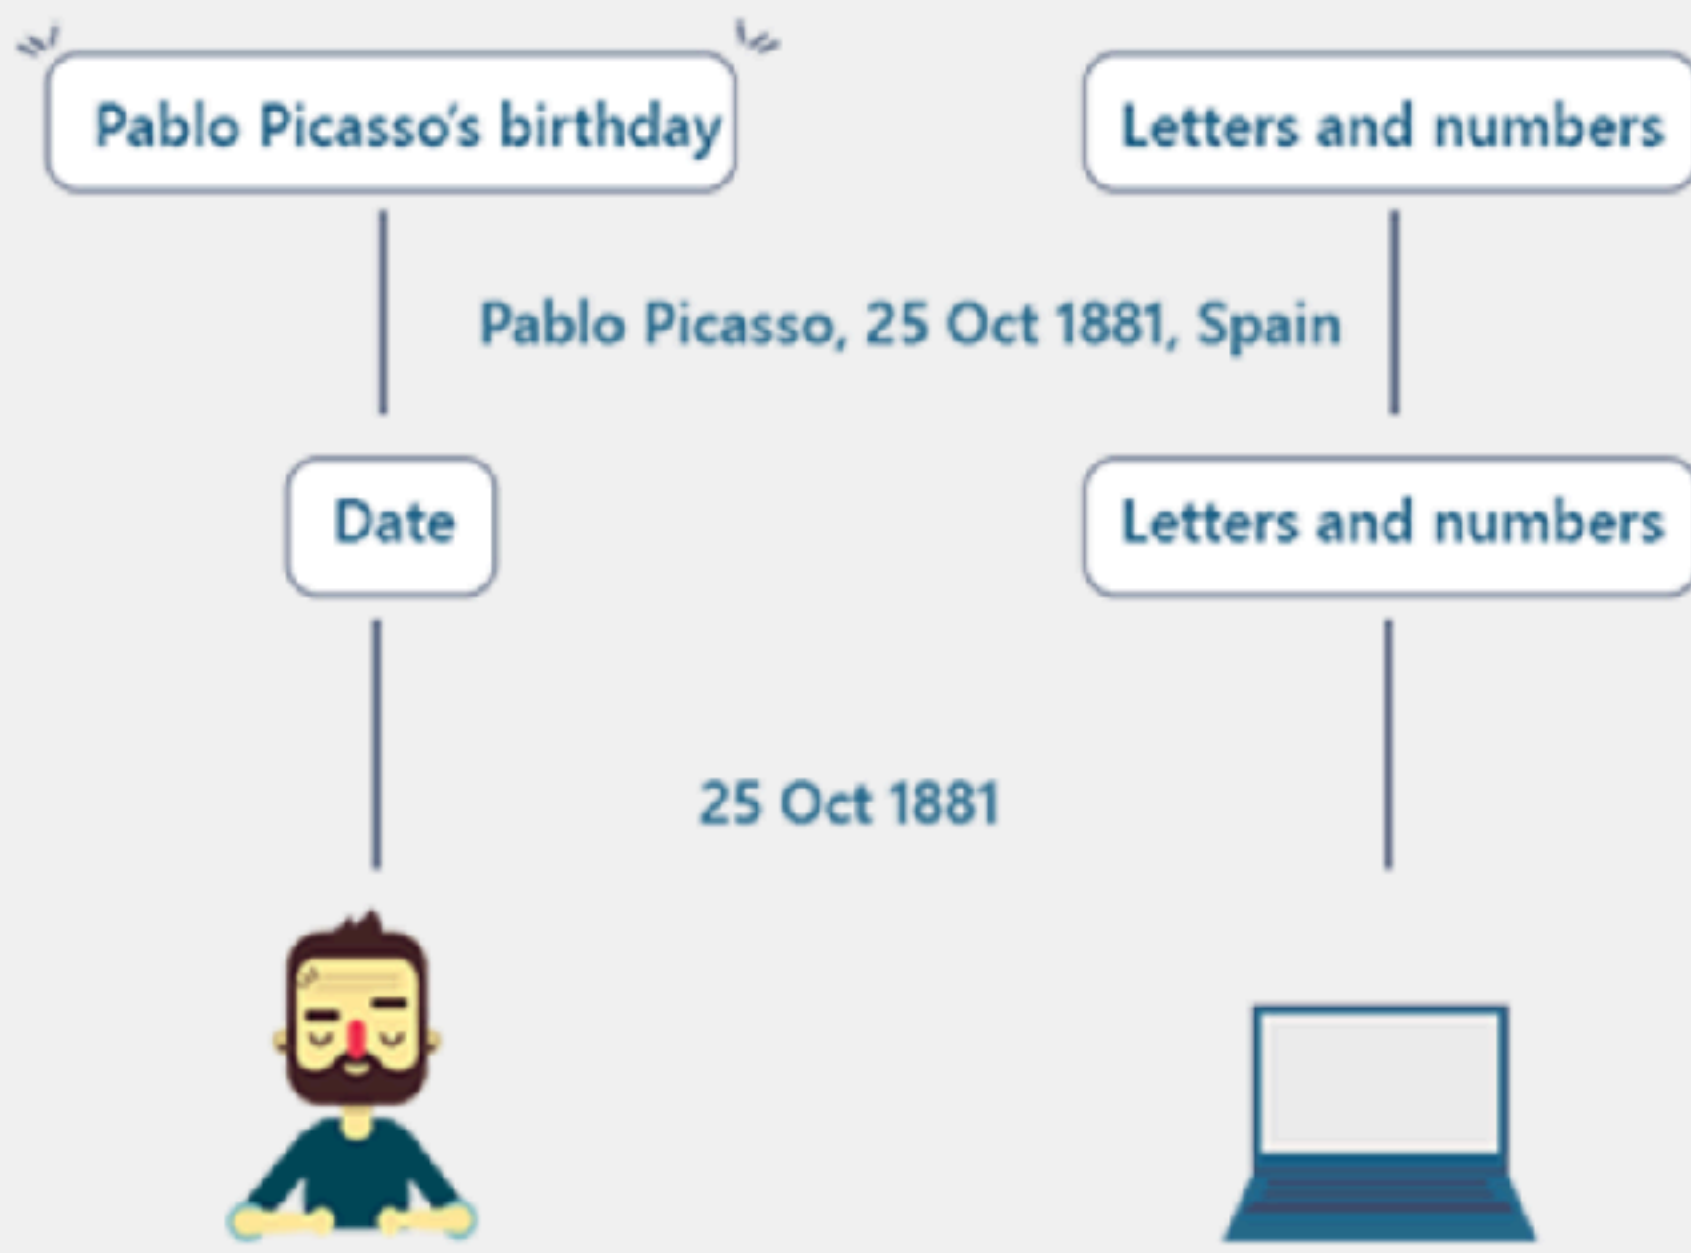 Pablo Picasso's birthday
Letters and numbers
Pablo Picasso, 25 Oct 1881, Spain
Date
Letters and numbers
25 Oct 1881